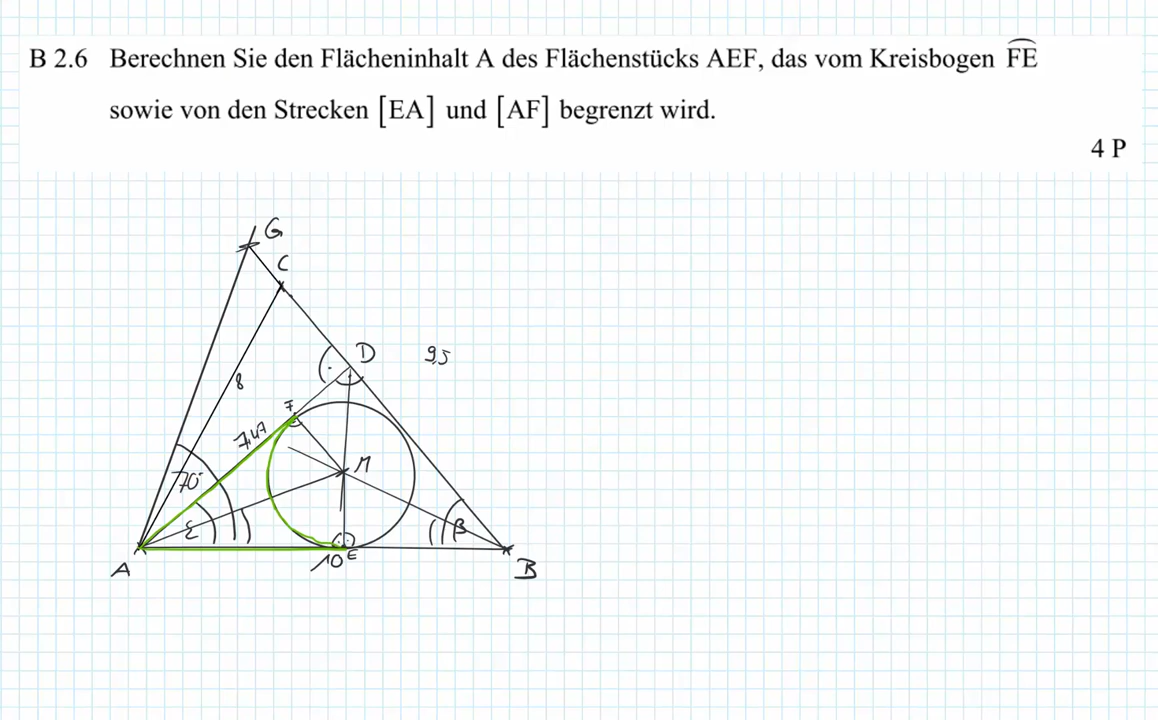 B 2.6 Berechnen Sie den Flächeninhalt A des Flächenstücks AEF, das vom Kreisbogen FE
sowie von den Strecken [EA] und [AF] begrenzt wird.
4 P
G
C
D
9,5
8
F
7,47
M
70°
ε
β
A
10
E
B